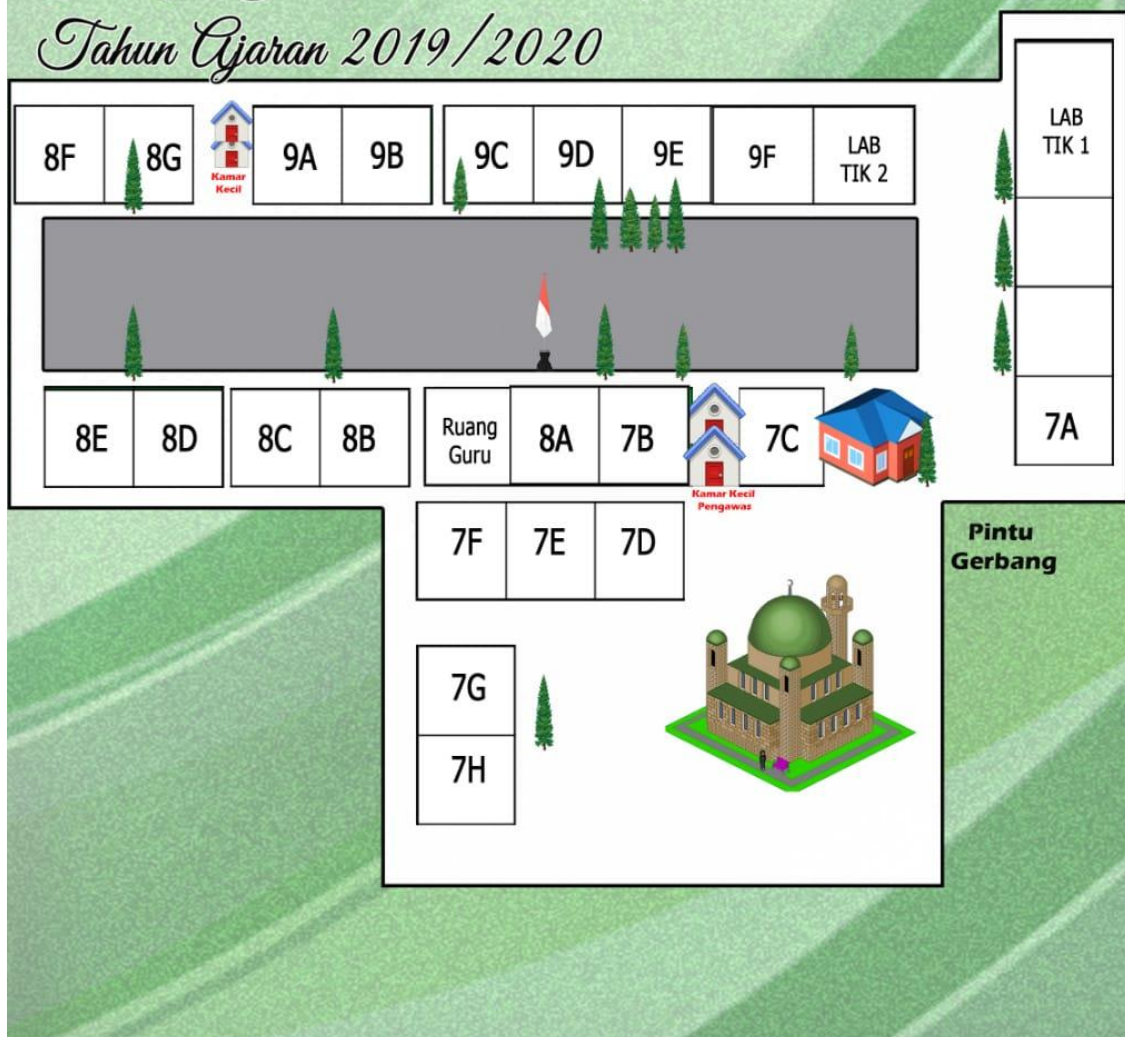 Tahun Ajaran 2019/2020
8F
8G
Kamar
Kecil
9A
9B
9C
9D
9E
9F
LAB
TIK 2
LAB
TIK 1
8E
8D
8C
8B
Ruang
Guru
8A
7B
Kamar Kecil
Pengawas
7C
7A
7F
7E
7D
Pintu
Gerbang
7G
7H